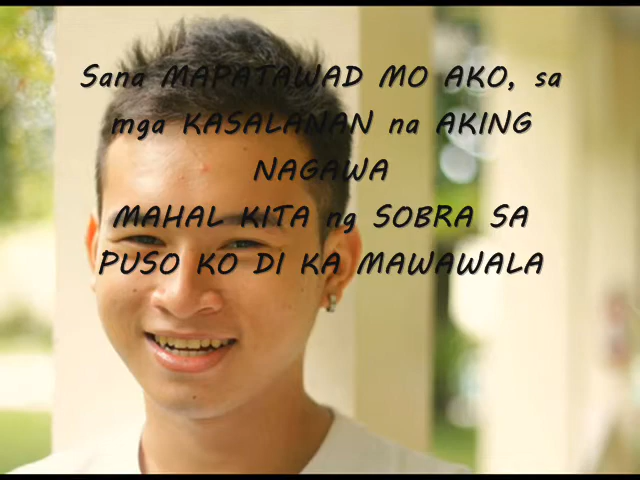 Sana MAPATAWAD MO AKO, sa
mga KASALANAN na AKING
NAGAWA
MAHAL KITA ng SOBRA SA
PUSO KO DI KA MAWAWALA